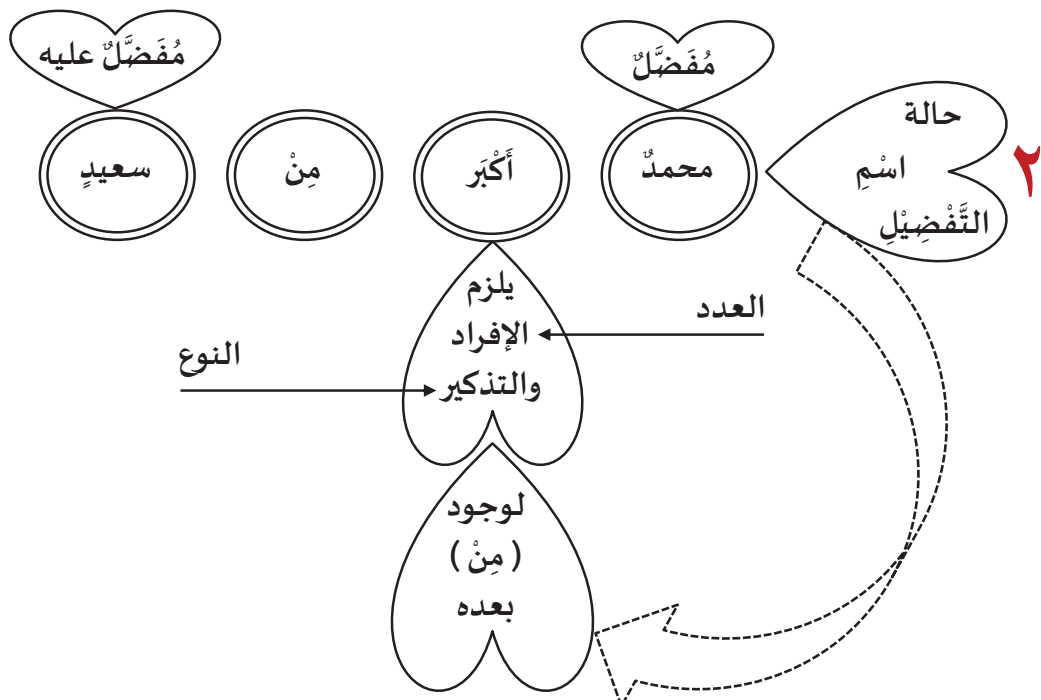 مُفَضَّلٌ
مُفَضَّلٌ عليه
٢
حالة
اسْمِ
التَّفْضِيْلِ
محمدٌ
أَكْبَر
مِنْ
سعيدٍ
يلزم
الإفراد
والتذكير
العدد
النوع
لوجود
( مِنْ )
بعده